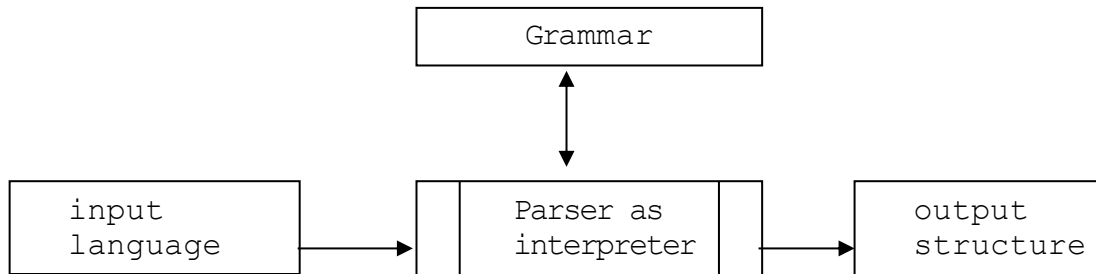 Grammar
input
language
Parser as
interpreter
output
structure